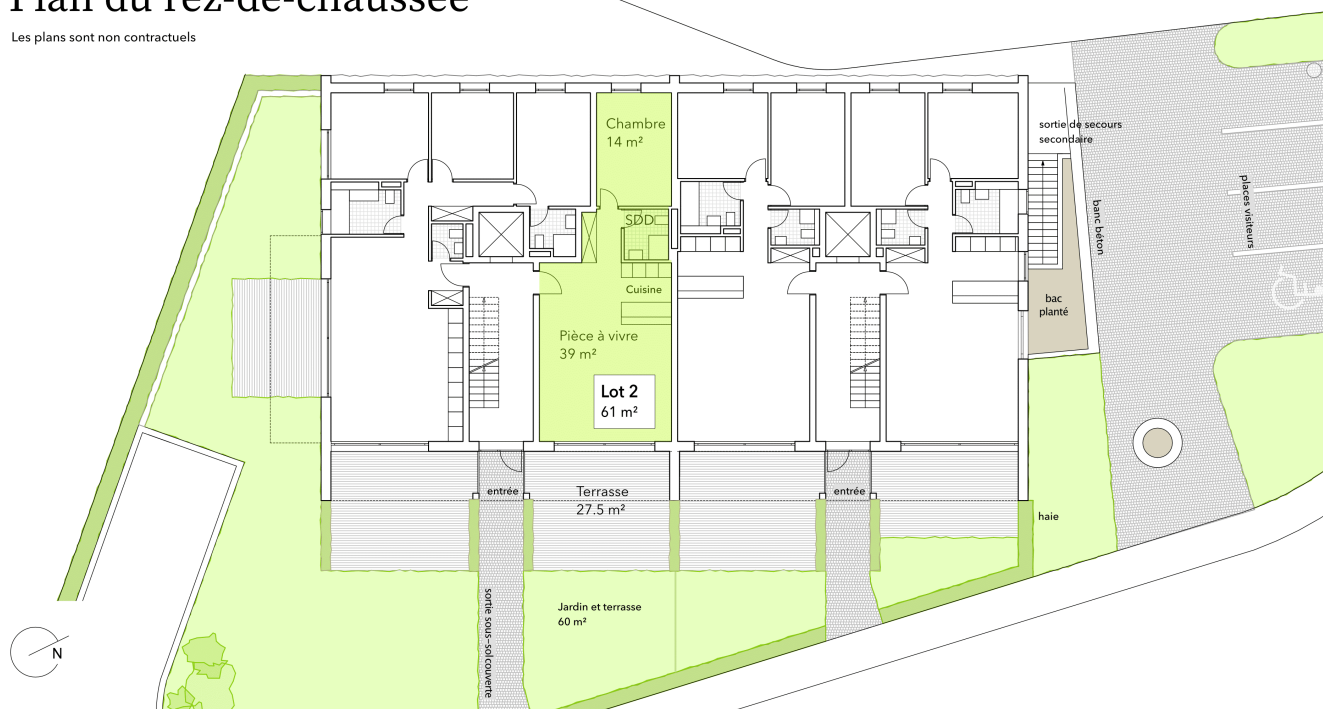 Plan du rez-de-chaussée
Les plans sont non contractuels
Chambre
14 m²
sortie de secours
secondaire
places visiteurs
banc béton
SDD
Cuisine
bac
planté
Pièce à vivre
39 m²
Lot 2
61 m²
entrée
Terrasse
27.5 m²
entrée
haie
sortie sous-sol couverte
Jardin et terrasse
60 m²
N